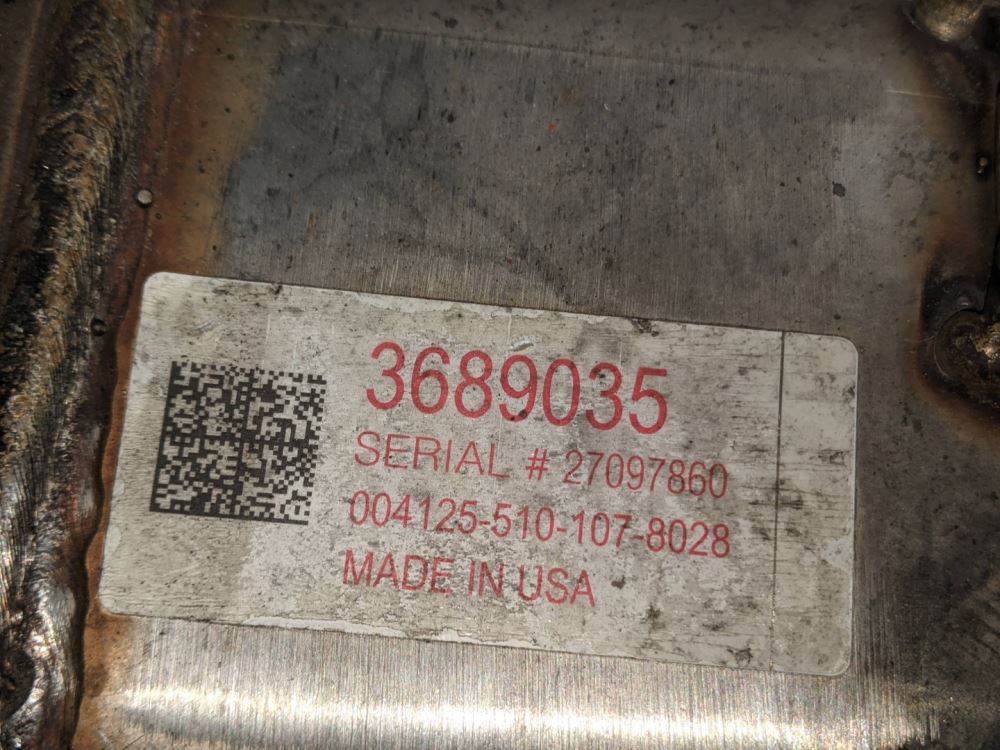 3689035
SERIAL # 27097860
004125-510-107-8028
MADE IN USA